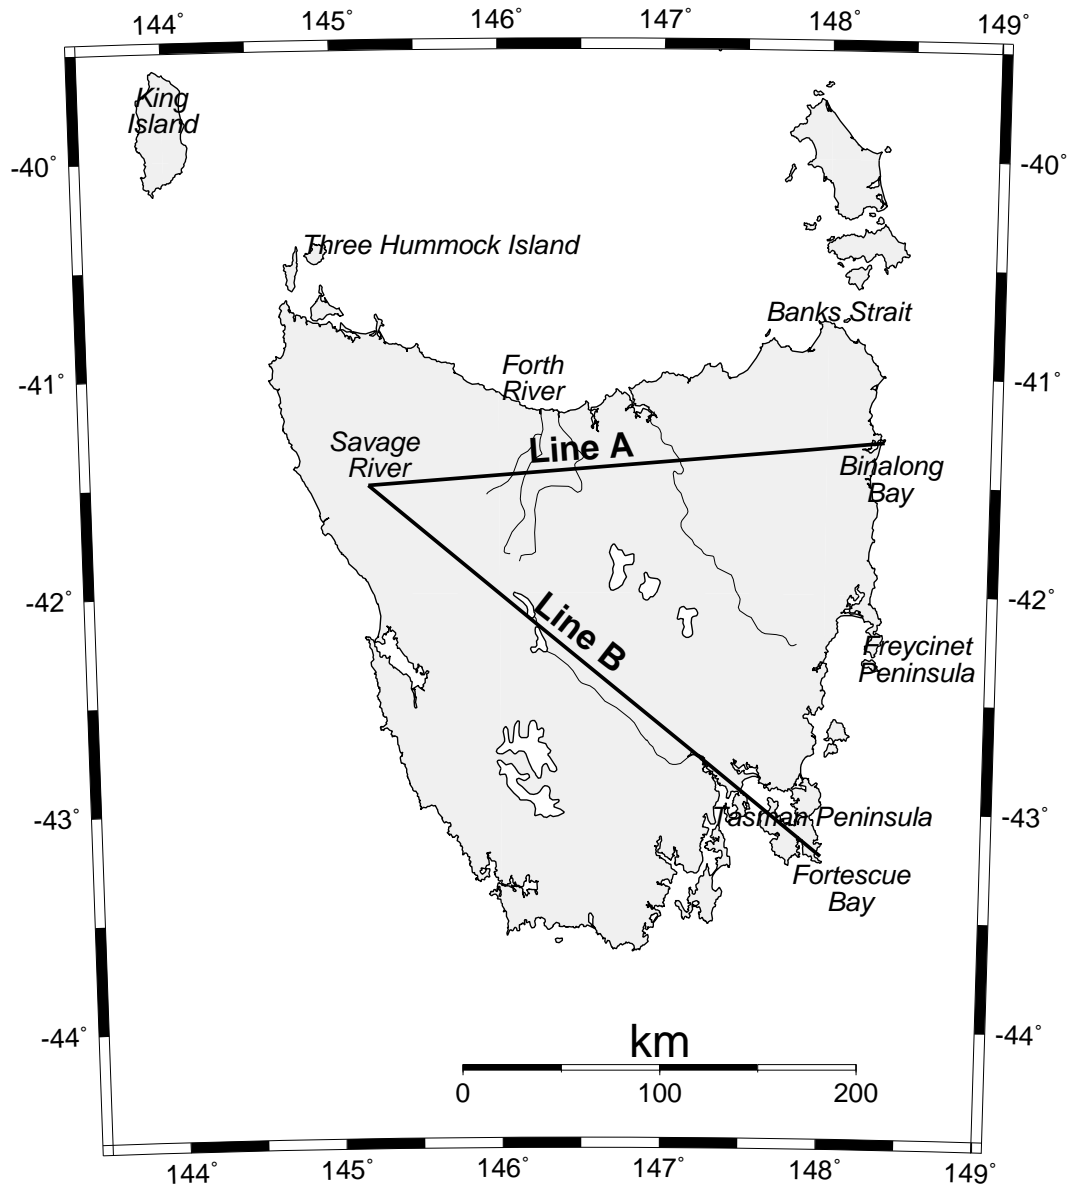 144° 145° 146° 147° 148° 149°
King
Island
-40° -40°
Three Hummock Island
Banks Strait
Forth
River
-41° -41°
Savage
River
Line A
Binalong
Bay
-42° -42°
Line B
Freycinet
Peninsula
-43° -43°
Tasman Peninsula
Fortescue
Bay
-44° -44°
km
0 100 200
144° 145° 146° 147° 148° 149°